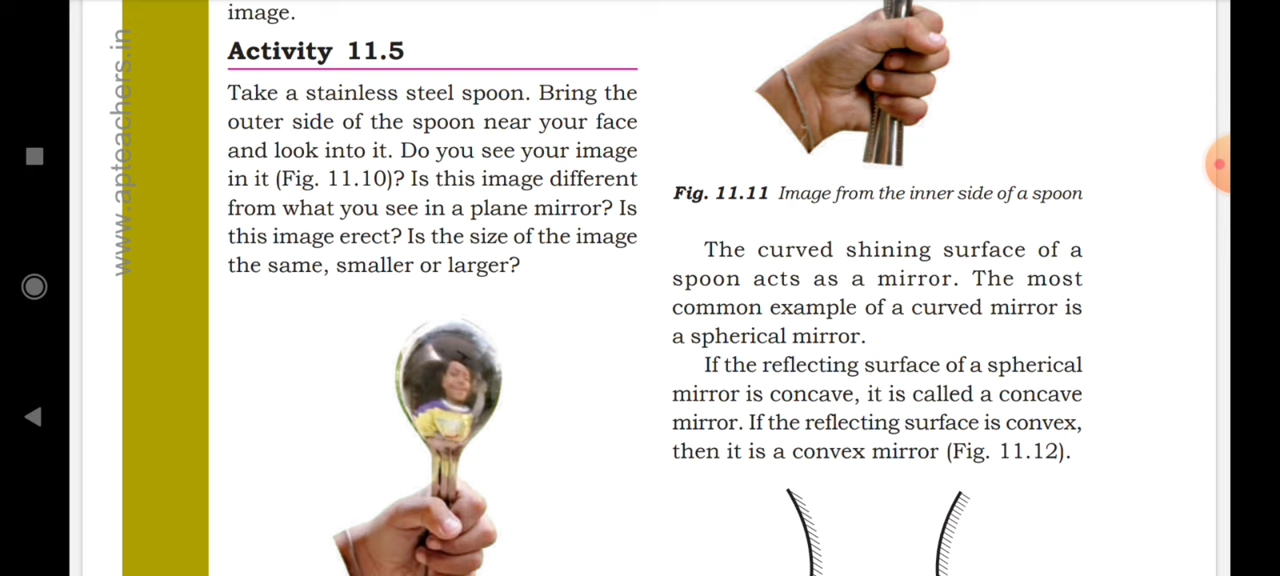 image.
Activity 11.5
Take a stainless steel spoon. Bring the
outer side of the spoon near your face
and look into it. Do you see your image
in it (Fig. 11.10)? Is this image different
from what you see in a plane mirror? Is
this image erect? Is the size of the image
the same, smaller or larger?
Fig. 11.11 Image from the inner side of a spoon
The curved shining surface of a
spoon acts as a mirror. The most
common example of a curved mirror is
a spherical mirror.
If the reflecting surface of a spherical
mirror is concave, it is called a concave
mirror. If the reflecting surface is convex,
then it is a convex mirror (Fig. 11.12).
www.apteachers.in